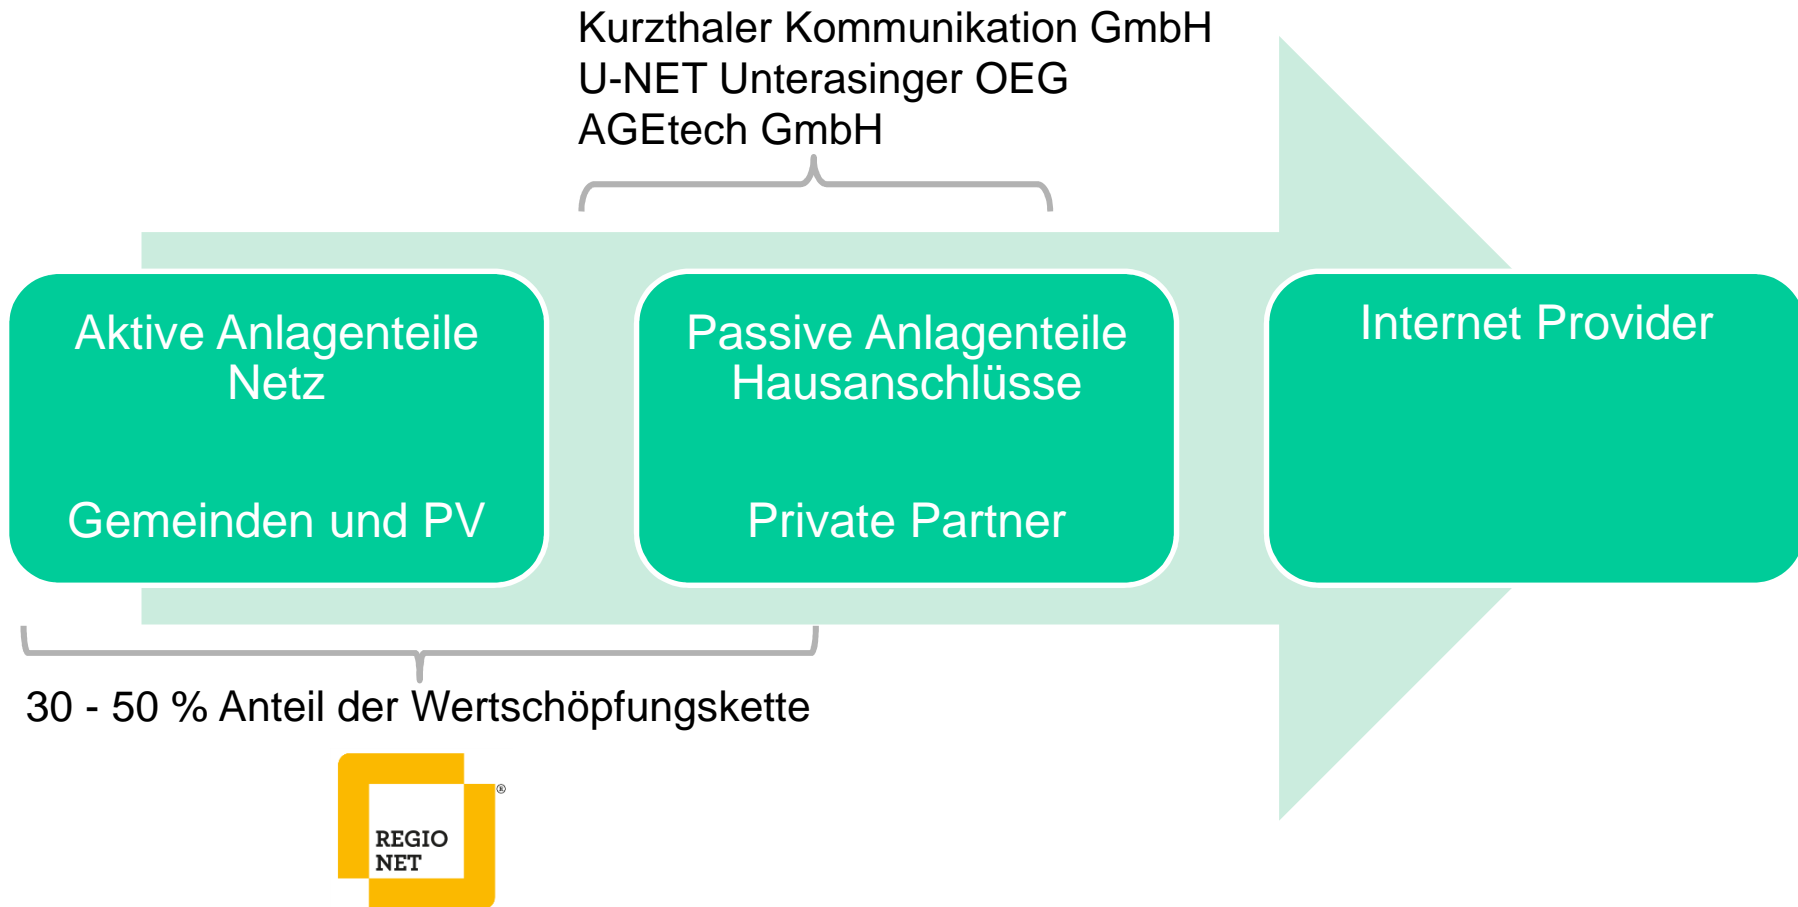 Kurzthaler Kommunikation GmbH
U-NET Unterasinger OEG
AGEtech GmbH
Aktive Anlagenteile
Netz
Gemeinden und PV
Passive Anlagenteile
Hausanschlüsse
Private Partner
Internet Provider
30 - 50 % Anteil der Wertschöpfungskette
REGIO
NET
®